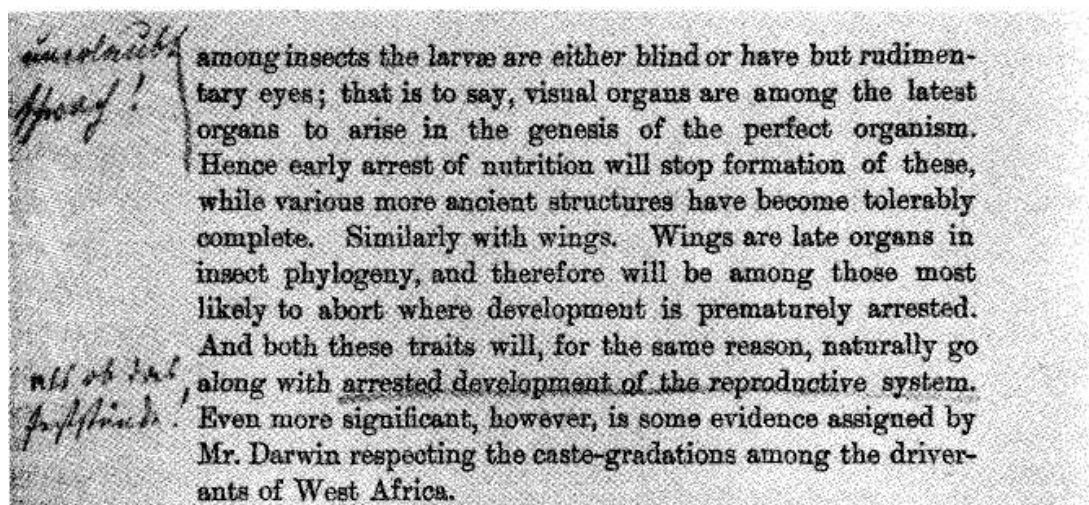 among insects the larvæ are either blind or have but rudimen-
tary eyes; that is to say, visual organs are among the latest
organs to arise in the genesis of the perfect organism.
Hence early arrest of nutrition will stop formation of these,
while various more ancient structures have become tolerably
complete. Similarly with wings. Wings are late organs in
insect phylogeny, and therefore will be among those most
likely to abort where development is prematurely arrested.
And both these traits will, for the same reason, naturally go
als ob das
along with arrested development of the reproductive system.
feststünde!
Even more significant, however, is some evidence assigned by
Mr. Darwin respecting the caste-gradations among the driver-
ants of West Africa.